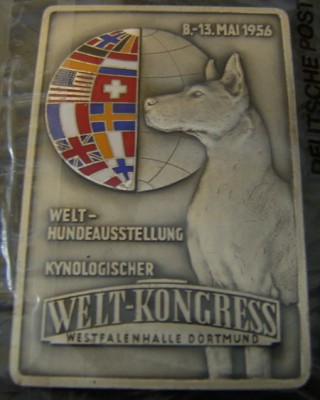 8.-13. MAI 1956
WELT-
HUNDEAUSSTELLUNG
KYNOLOGISCHER
WELT-KONGRESS
WESTFALENHALLE DORTMUND
DEUTSCHE POST